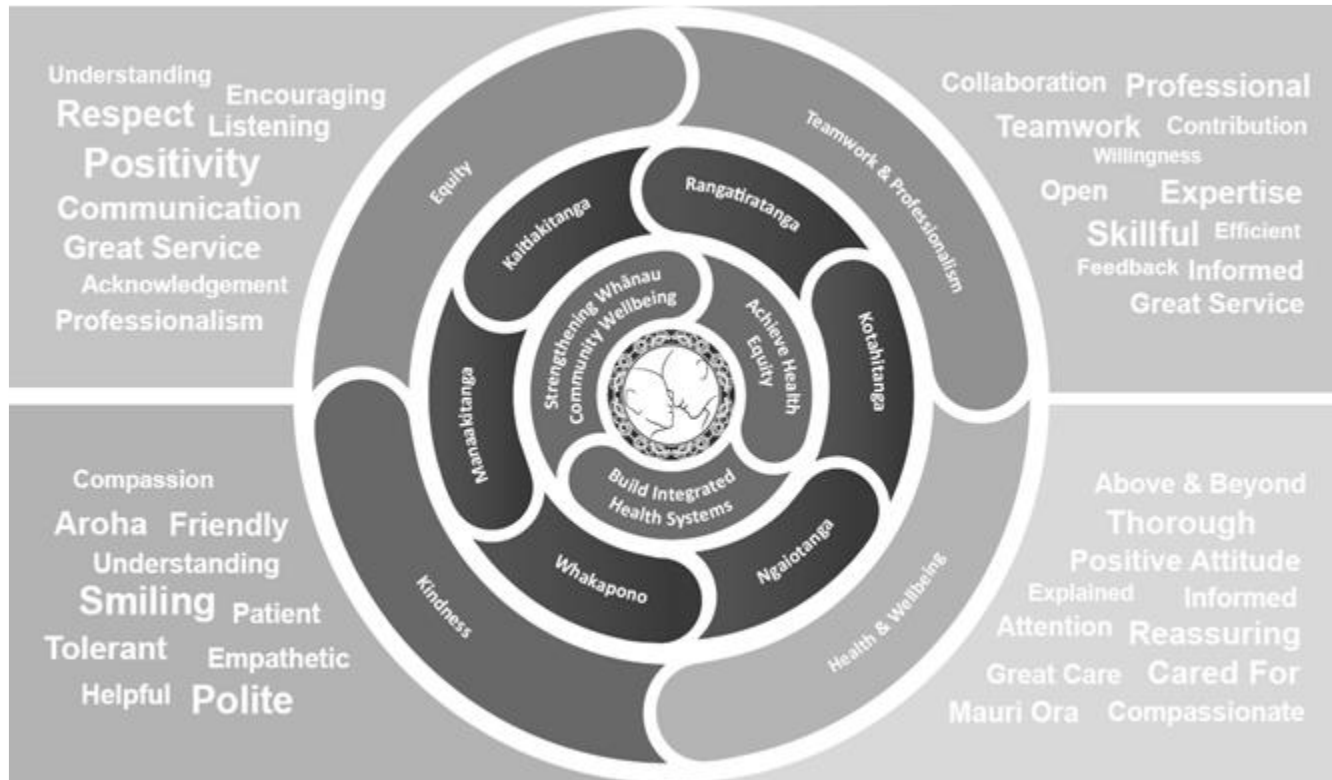 Understanding
Encouraging
Respect
Listening
Positivity
Communication
Great Service
Acknowledgement
Professionalism
Collaboration
Professional
Teamwork
Contribution
Willingness
Open
Expertise
Skillful
Efficient
Feedback
Informed
Great Service
Equity
Teamwork & Professionalism
Kaitiakitanga
Rangatiratanga
Kotahitanga
Ngaiotanga
Whakapono
Manaakitanga
Strengthening Whānau
Community Wellbeing
Achieve Health
Equity
Build Integrated
Health Systems
Kindness
Health & Wellbeing
Compassion
Aroha
Friendly
Understanding
Smiling
Patient
Tolerant
Empathetic
Helpful
Polite
Above & Beyond
Thorough
Positive Attitude
Explained
Informed
Attention
Reassuring
Great Care
Cared For
Mauri Ora
Compassionate